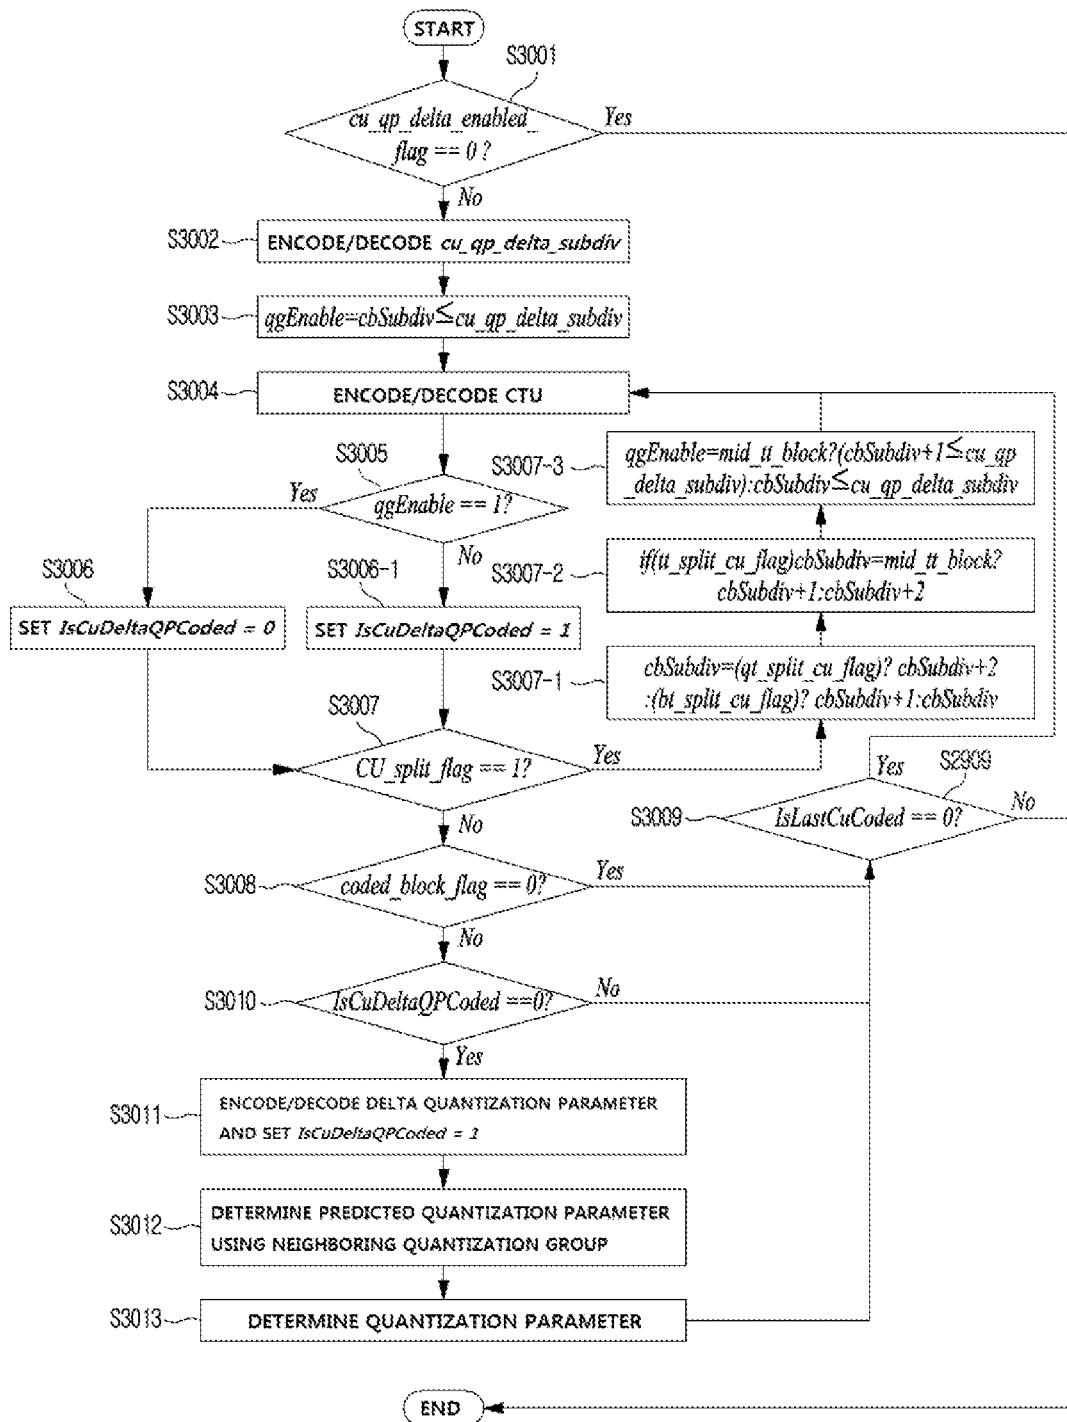 START
S3001
cu_qp_delta_enabled_
flag == 0 ?
Yes
No
S3002
ENCODE/DECODE cu_qp_delta_subdiv
S3003
qgEnable=cbSubdiv≤cu_qp_delta_subdiv
S3004
ENCODE/DECODE CTU
S3005
qgEnable == 1?
Yes
No
S3007-3
qgEnable=mid_tt_block?(cbSubdiv+1≤cu_qp
_delta_subdiv):cbSubdiv≤cu_qp_delta_subdiv
S3006
SET IsCuDeltaQPCoded = 0
S3006-1
SET IsCuDeltaQPCoded = 1
S3007-2
if(tt_split_cu_flag)cbSubdiv=mid_tt_block?
cbSubdiv+1:cbSubdiv+2
S3007-1
cbSubdiv=(qt_split_cu_flag)? cbSubdiv+2
:(bt_split_cu_flag)? cbSubdiv+1:cbSubdiv
S3007
CU_split_flag == 1?
Yes
No
S3009
S2909
IsLastCuCoded == 0?
Yes
No
S3008
coded_block_flag == 0?
Yes
No
S3010
IsCuDeltaQPCoded ==0?
No
Yes
S3011
ENCODE/DECODE DELTA QUANTIZATION PARAMETER
AND SET IsCuDeltaQPCoded = 1
S3012
DETERMINE PREDICTED QUANTIZATION PARAMETER
USING NEIGHBORING QUANTIZATION GROUP
S3013
DETERMINE QUANTIZATION PARAMETER
END